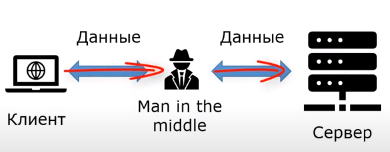 Данные
Данные
Клиент
Man in the
middle
Сервер